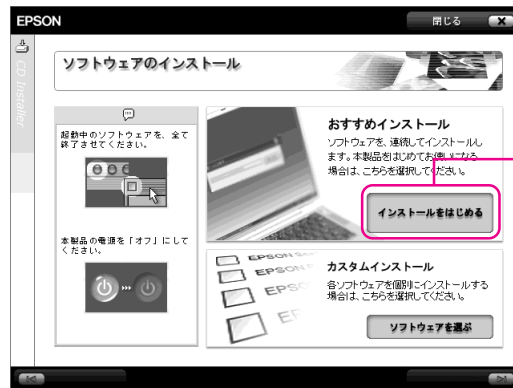 EPSON
閉じる
CD Installer
ソフトウェアのインストール
起動中のソフトウェアを、全て
終了させてください。
本製品の電源を「オフ」にして
ください。
おすすめインストール
ソフトウェアを、連続してインストールし
ます。本製品をはじめてお使いになる
場合は、こちらを選択してください。
インストールをはじめる
カスタムインストール
各ソフトウェアを個別にインストールする
場合は、こちらを選択してください。
ソフトウェアを選ぶ
EPSON
EPSON
EPSO
EP